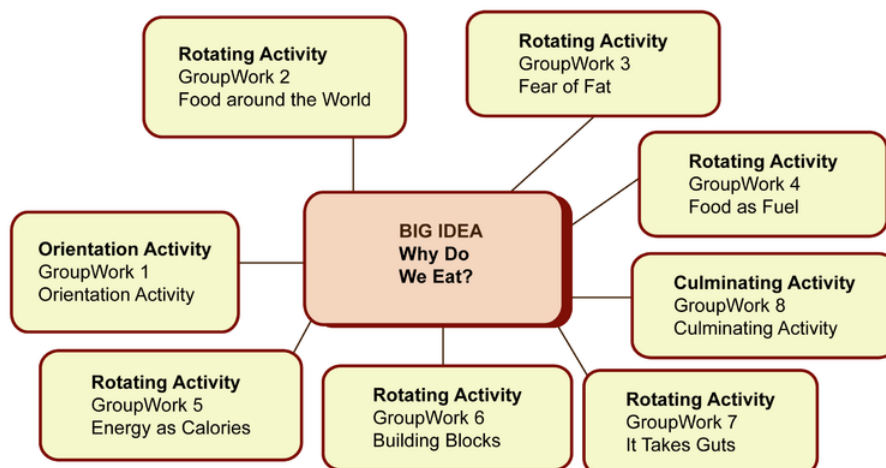 Rotating Activity
GroupWork 2
Food around the World
Rotating Activity
GroupWork 3
Fear of Fat
Rotating Activity
GroupWork 4
Food as Fuel
BIG IDEA
Why Do
We Eat?
Orientation Activity
GroupWork 1
Orientation Activity
Culminating Activity
GroupWork 8
Culminating Activity
Rotating Activity
GroupWork 5
Energy as Calories
Rotating Activity
GroupWork 6
Building Blocks
Rotating Activity
GroupWork 7
It Takes Guts